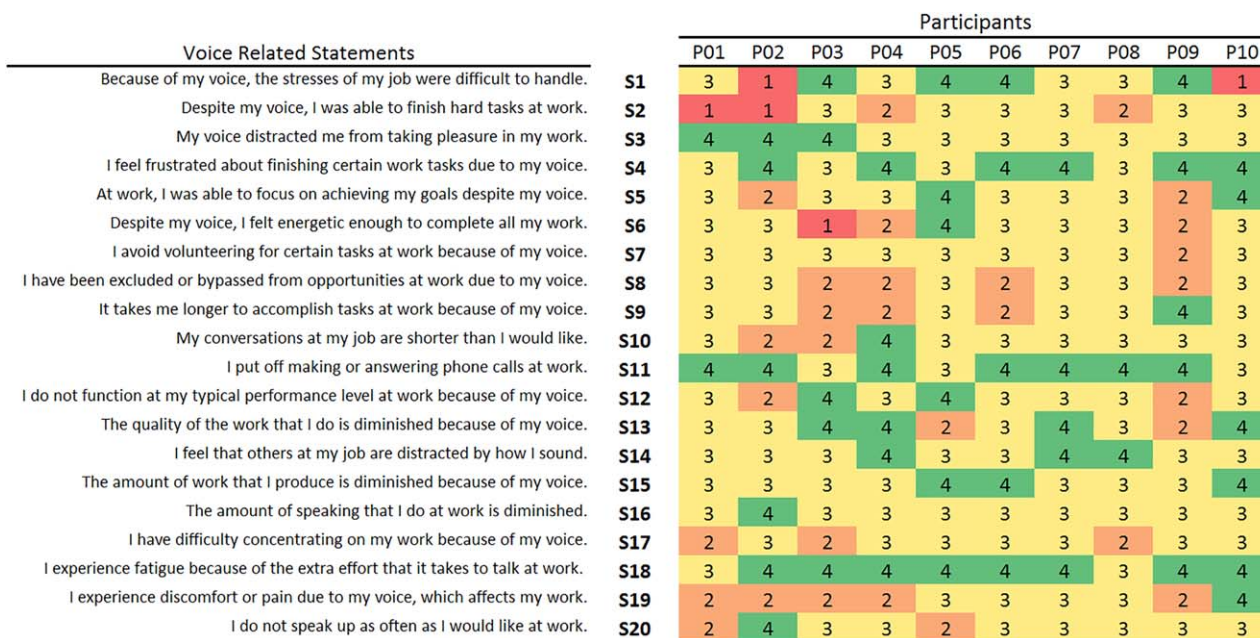 Participants
Voice Related Statements P01 P02 P03 P04 P05 P06 P07 P08 P09 P10
Because of my voice, the stresses of my job were difficult to handle. S1 3 1 4 3 4 4 3 3 4 1
Despite my voice, I was able to finish hard tasks at work. S2 1 1 3 2 3 3 3 2 3 3
My voice distracted me from taking pleasure in my work. S3 4 4 4 3 3 3 3 3 3 3
I feel frustrated about finishing certain work tasks due to my voice. S4 3 4 3 4 3 4 4 3 4 4
At work, I was able to focus on achieving my goals despite my voice. S5 3 2 3 3 4 3 3 3 2 4
Despite my voice, I felt energetic enough to complete all my work. S6 3 3 1 2 4 3 3 3 2 3
I avoid volunteering for certain tasks at work because of my voice. S7 3 3 3 3 3 3 3 3 2 3
I have been excluded or bypassed from opportunities at work due to my voice. S8 3 3 2 2 3 2 3 3 2 3
It takes me longer to accomplish tasks at work because of my voice. S9 3 3 2 2 3 2 3 3 4 3
My conversations at my job are shorter than I would like. S10 3 2 2 4 3 3 3 3 3 3
I put off making or answering phone calls at work. S11 4 4 3 4 3 4 4 4 4 3
I do not function at my typical performance level at work because of my voice. S12 3 2 4 3 4 3 3 3 2 3
The quality of the work that I do is diminished because of my voice. S13 3 3 4 4 2 3 4 3 2 4
I feel that others at my job are distracted by how I sound. S14 3 3 3 4 3 3 4 4 3 3
The amount of work that I produce is diminished because of my voice. S15 3 3 3 3 4 4 3 3 3 4
The amount of speaking that I do at work is diminished. S16 3 4 3 3 3 3 3 3 3 3
I have difficulty concentrating on my work because of my voice. S17 2 3 2 3 3 3 3 2 3 3
I experience fatigue because of the extra effort that it takes to talk at work. S18 3 4 4 4 4 4 4 3 4 4
I experience discomfort or pain due to my voice, which affects my work. S19 2 2 2 2 3 3 3 3 2 4
I do not speak up as often as I would like at work. S20 2 4 3 3 2 3 3 3 3 3